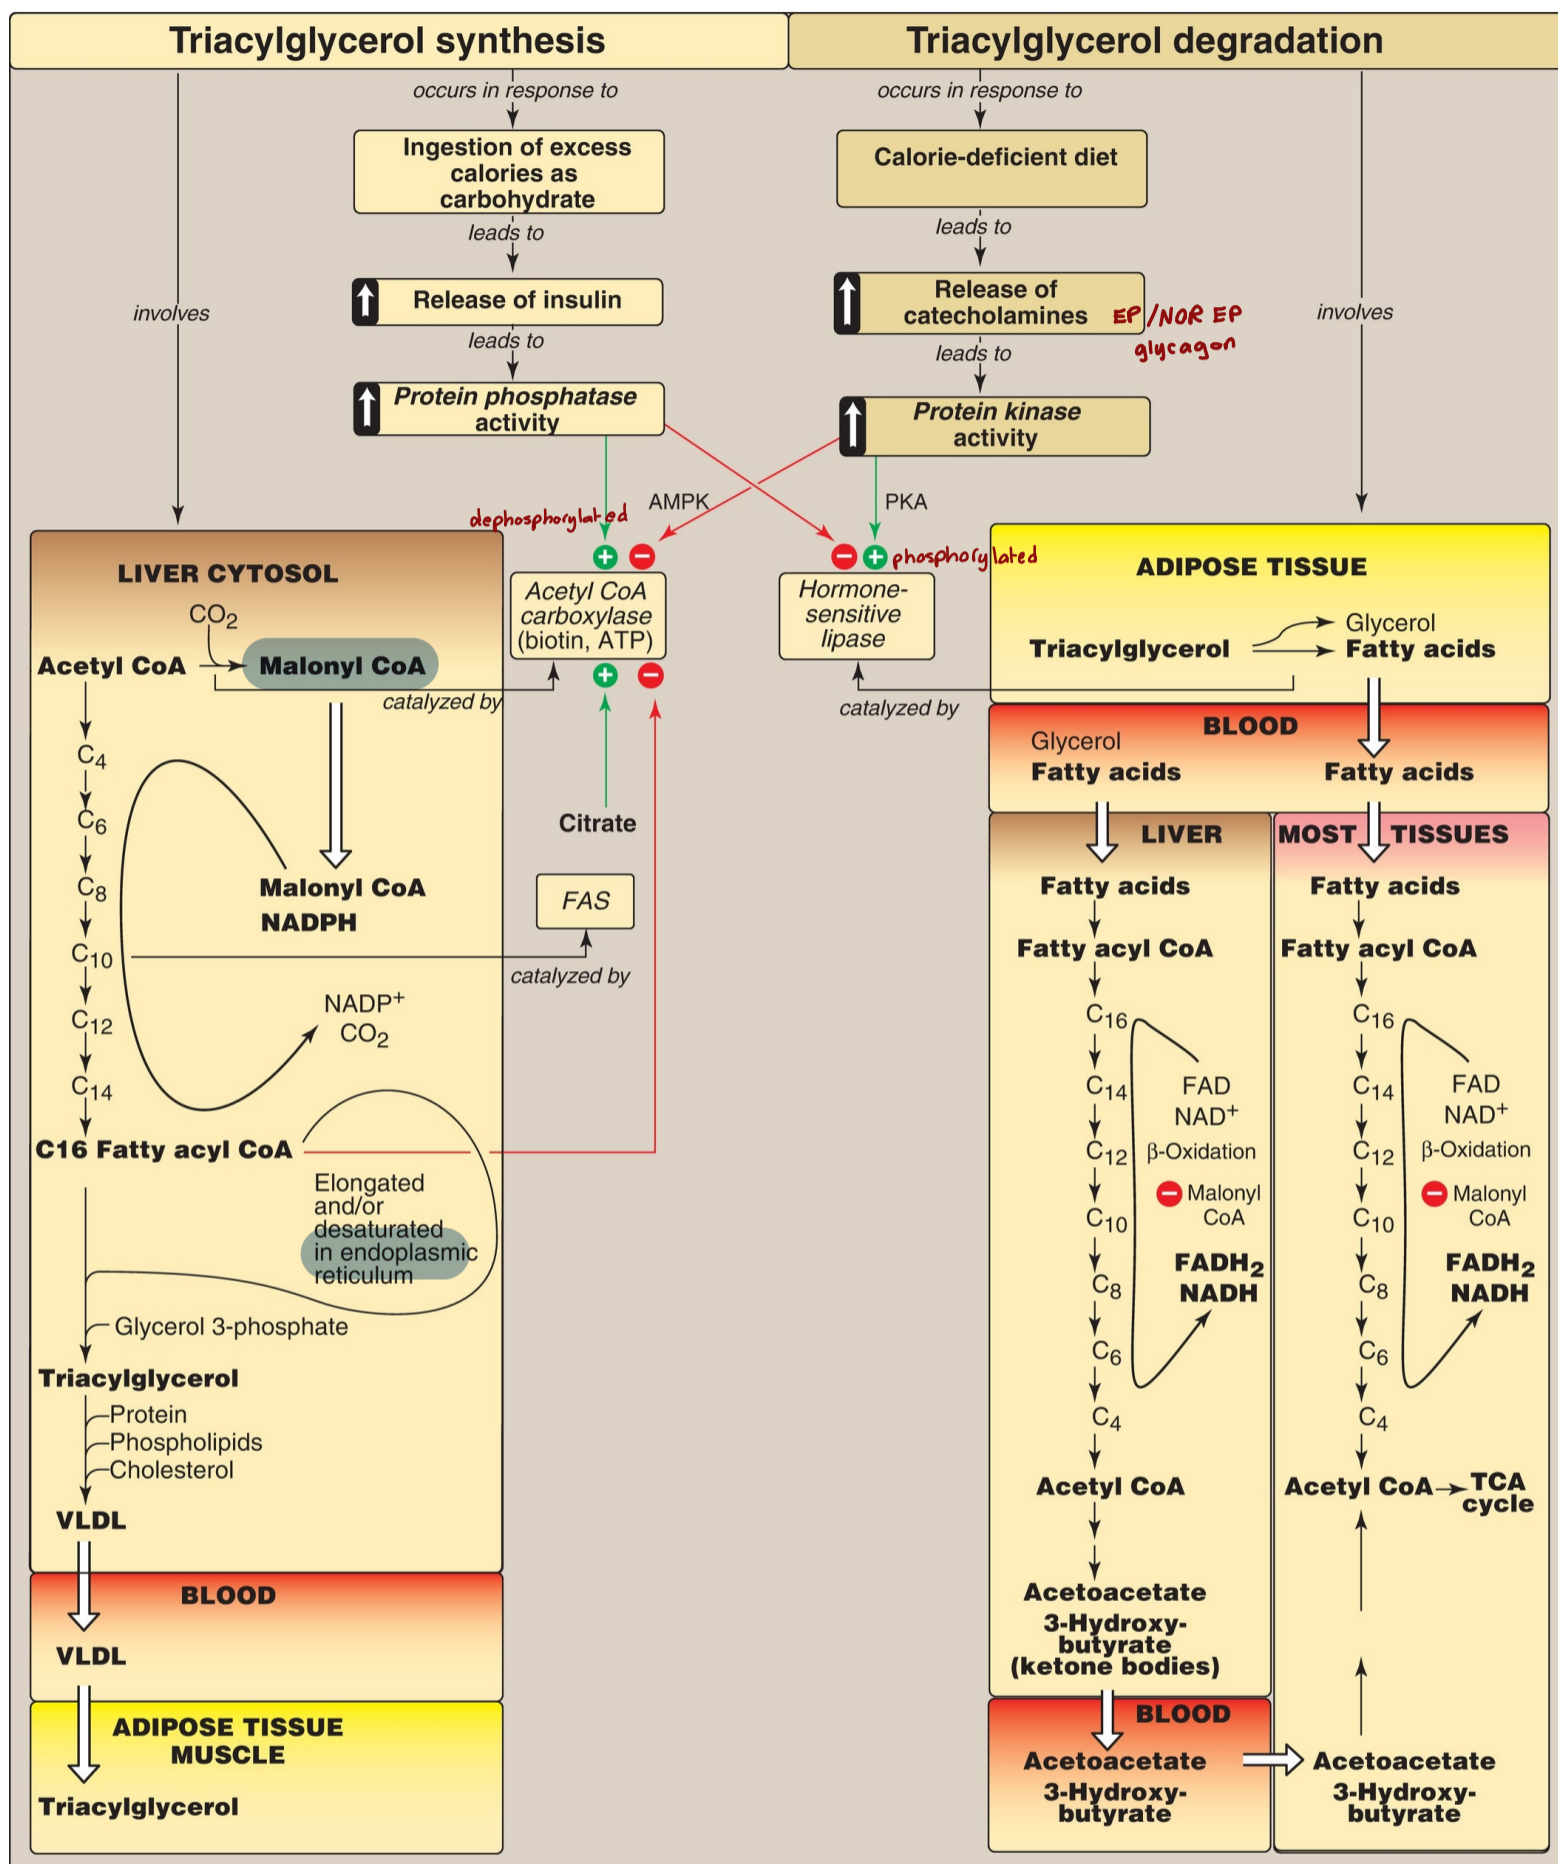 Triacylglycerol synthesis
Triacylglycerol degradation
occurs in response to
Ingestion of excess
calories as
carbohydrate
leads to
Release of insulin
leads to
Protein phosphatase
activity
occurs in response to
Calorie-deficient diet
leads to
Release of
catecholamines
EP/NOR EP
glycagon
leads to
Protein kinase
activity
involves
involves
dephosphorylated
AMPK
PKA
phosphorylated
+
−
−
+
Acetyl CoA
carboxylase
(biotin, ATP)
+
−
Hormone-
sensitive
lipase
catalyzed by
catalyzed by
Citrate
FAS
catalyzed by
LIVER CYTOSOL
CO2
Acetyl CoA
Malonyl CoA
C4
C6
C8
C10
C12
C14
Malonyl CoA
NADPH
NADP+
CO2
C16 Fatty acyl CoA
Elongated
and/or
desaturated
in endoplasmic
reticulum
Glycerol 3-phosphate
Triacylglycerol
Protein
Phospholipids
Cholesterol
VLDL
BLOOD
VLDL
ADIPOSE TISSUE
MUSCLE
Triacylglycerol
ADIPOSE TISSUE
Triacylglycerol
Glycerol
Fatty acids
BLOOD
Glycerol
Fatty acids
Fatty acids
LIVER
Fatty acids
Fatty acyl CoA
C16
C14
C12
C10
C8
C6
C4
FAD
NAD+
β-Oxidation
− Malonyl
CoA
FADH2
NADH
Acetyl CoA
Acetoacetate
3-Hydroxy-
butyrate
(ketone bodies)
BLOOD
Acetoacetate
3-Hydroxy-
butyrate
MOST TISSUES
Fatty acids
Fatty acyl CoA
C16
C14
C12
C10
C8
C6
C4
FAD
NAD+
β-Oxidation
− Malonyl
CoA
FADH2
NADH
Acetyl CoA
TCA
cycle
Acetoacetate
3-Hydroxy-
butyrate